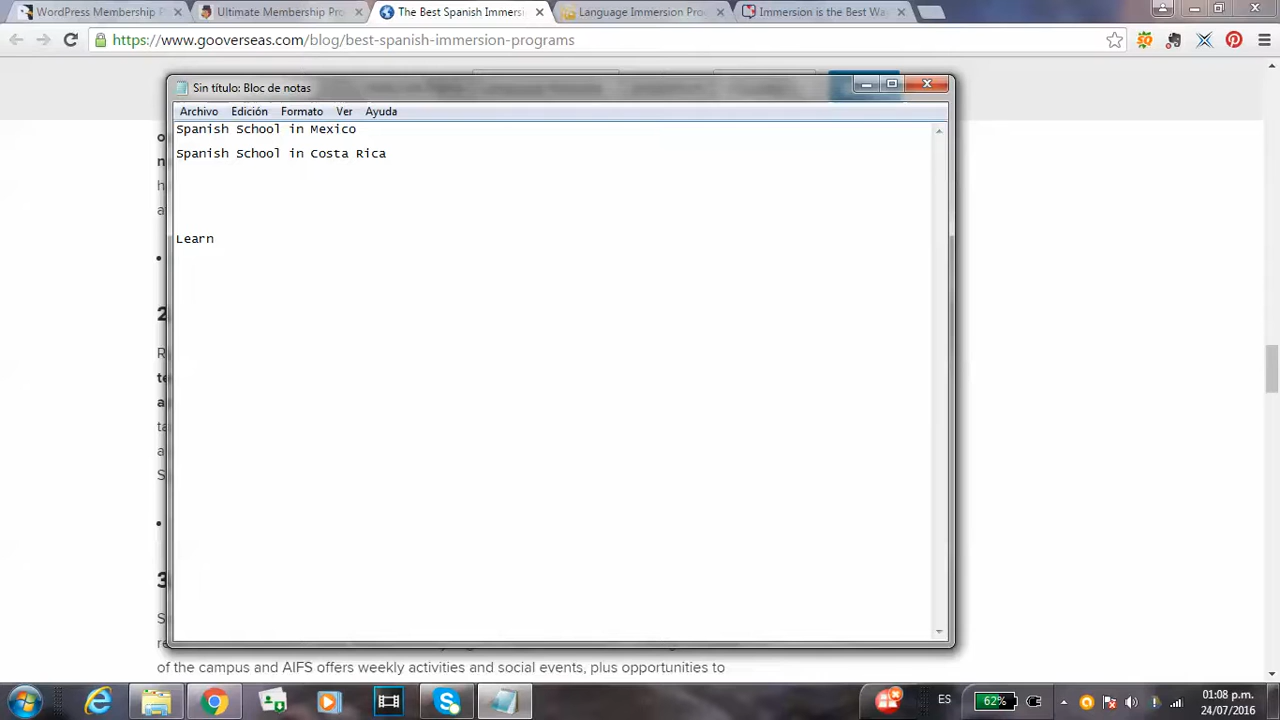 WordPress Membership P
Ultimate Membership Pro
The Best Spanish Immersi
Language Immersion Pro
Immersion is the Best Wa
https://www.gooverseas.com/blog/best-spanish-immersion-programs
Sin título: Bloc de notas
Archivo Edición Formato Ver Ayuda
Spanish School in Mexico
Spanish School in Costa Rica
Learn
2
3
of the campus and AIFS offers weekly activities and social events, plus opportunities to
ES
62%
01:08 p.m.
24/07/2016